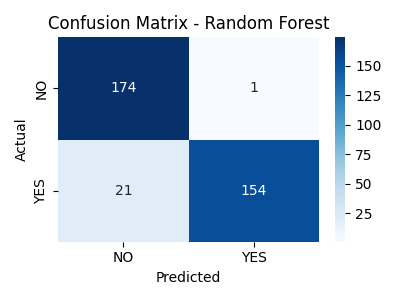 Confusion Matrix - Random Forest
Actual
NO
174
1
YES
21
154
NO
YES
Predicted
150
125
100
75
50
25